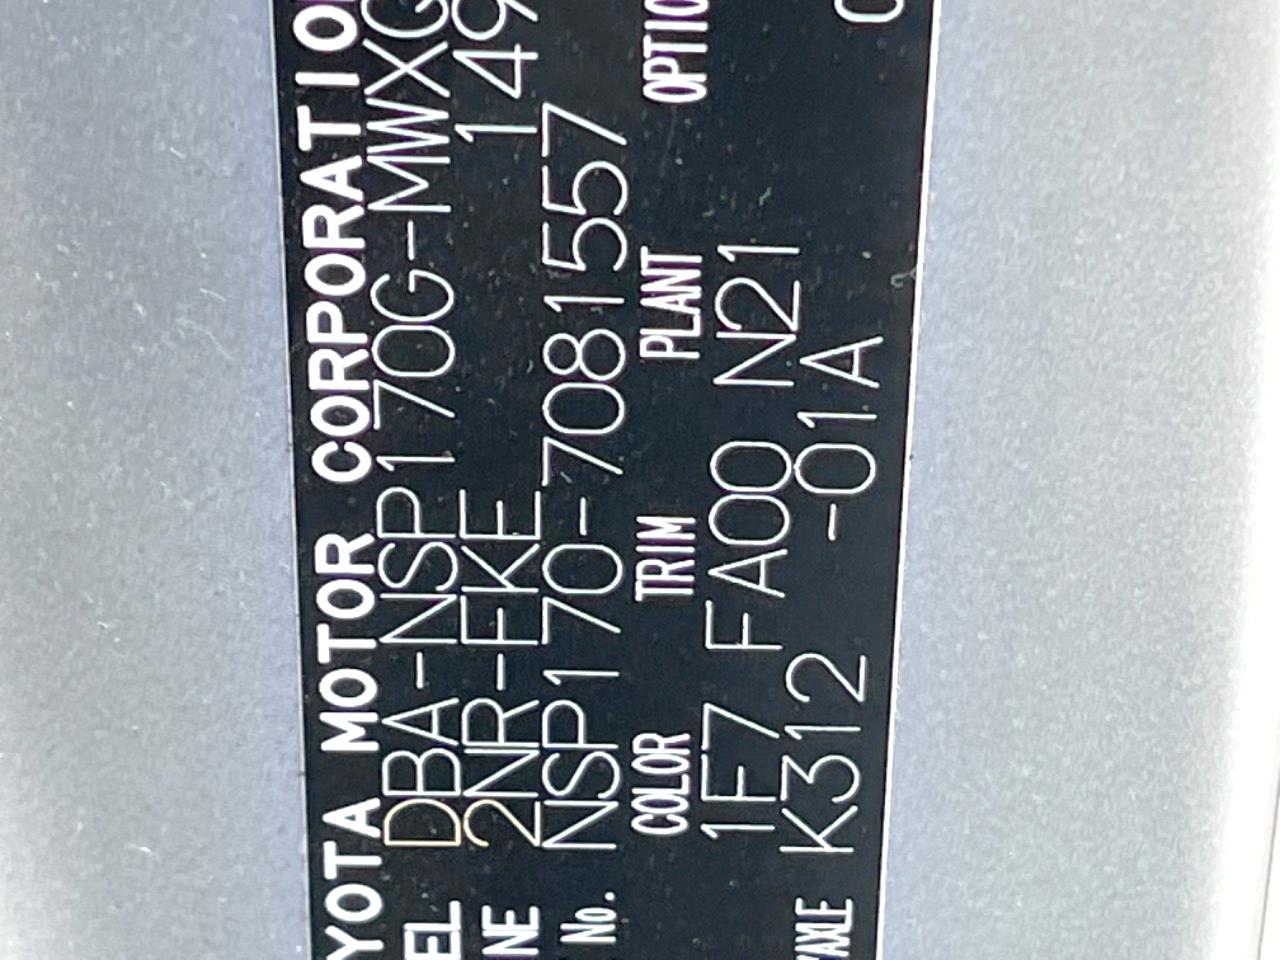 YOTA MOTOR CORPORATIO
EL DBA-NSP170G-MWXG
NE 2NR-FKE 149
No. NSP170-7081557
COLOR TRIM PLANT OPTIO
1F7 FA00 N21
AXLE K312 -01A